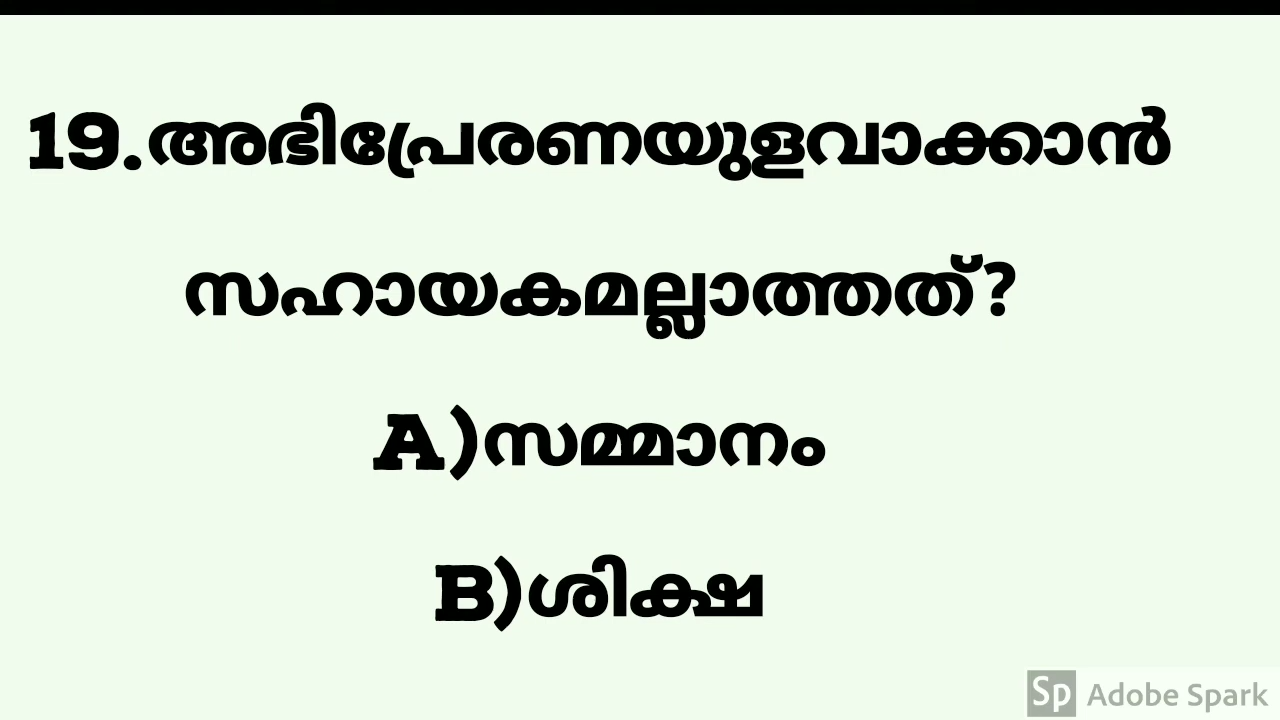 19.അഭിപ്രേരണയുളവാക്കാൻ
സഹായകമല്ലാത്തത്?
A)സമ്മാനം
B)ശിക്ഷ
Sp Adobe Spark